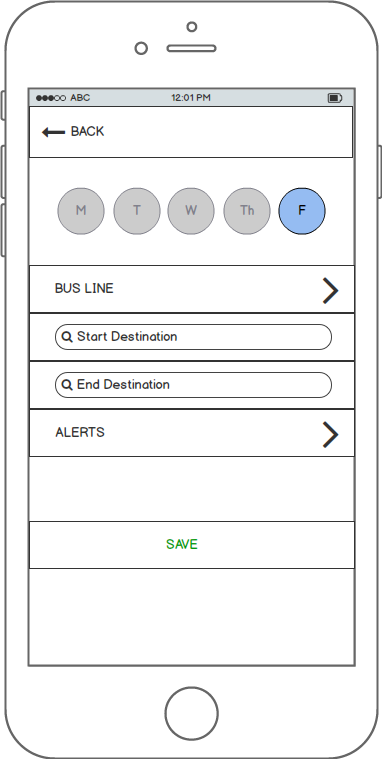 ABC 12:01 PM
BACK
M T W Th F
BUS LINE
Start Destination
End Destination
ALERTS
SAVE